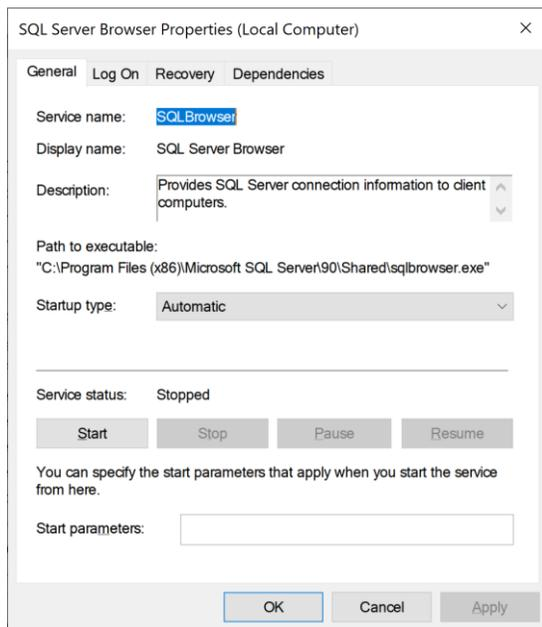 SQL Server Browser Properties (Local Computer)
General Log On Recovery Dependencies
Service name: SQLBrowser
Display name: SQL Server Browser
Description: Provides SQL Server connection information to client
computers.
Path to executable:
"C:\Program Files (x86)\Microsoft SQL Server\90\Shared\sqlbrowser.exe"
Startup type: Automatic
Service status: Stopped
Start Stop Pause Resume
You can specify the start parameters that apply when you start the service
from here.
Start parameters:
OK Cancel Apply